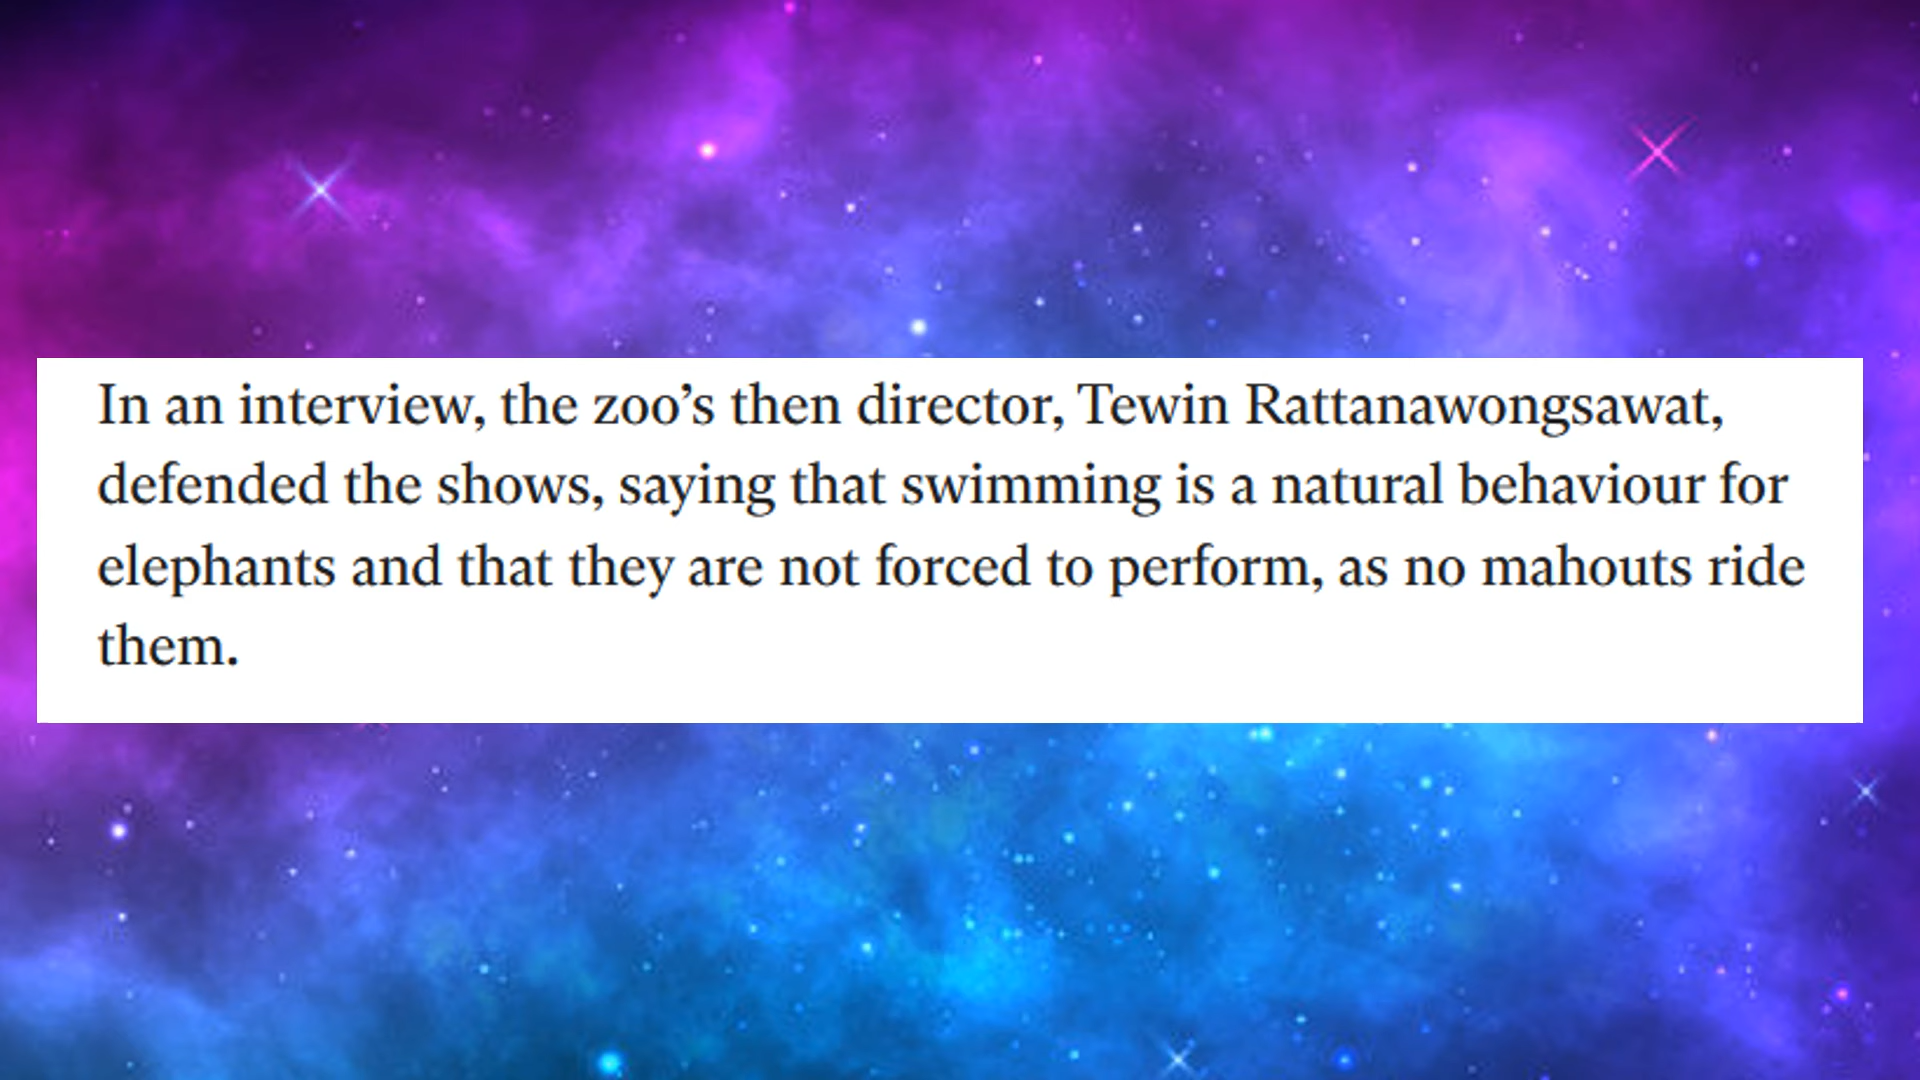 In an interview, the zoo’s then director, Tewin Rattanawongsawat,
defended the shows, saying that swimming is a natural behaviour for
elephants and that they are not forced to perform, as no mahouts ride
them.